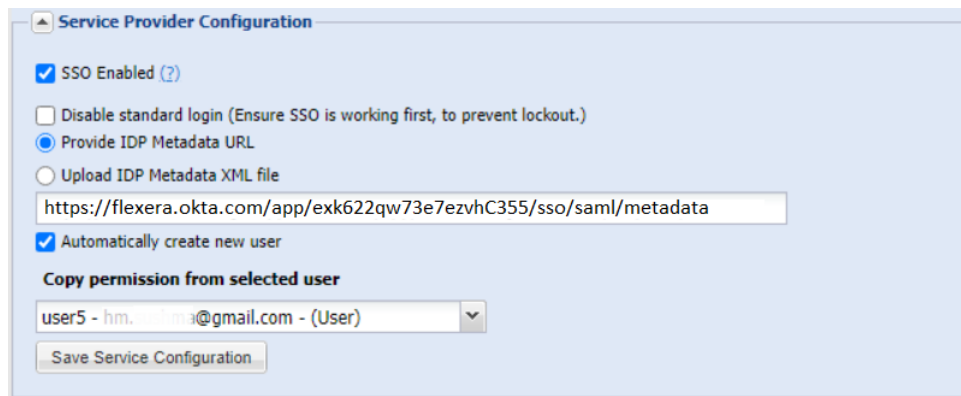 Service Provider Configuration
SSO Enabled (?)
Disable standard login (Ensure SSO is working first, to prevent lockout.)
Provide IDP Metadata URL
Upload IDP Metadata XML file
https://flexera.okta.com/app/exk622qw73e7ezvhC355/sso/saml/metadata
Automatically create new user
Copy permission from selected user
user5 - hm. @gmail.com - (User)
Save Service Configuration